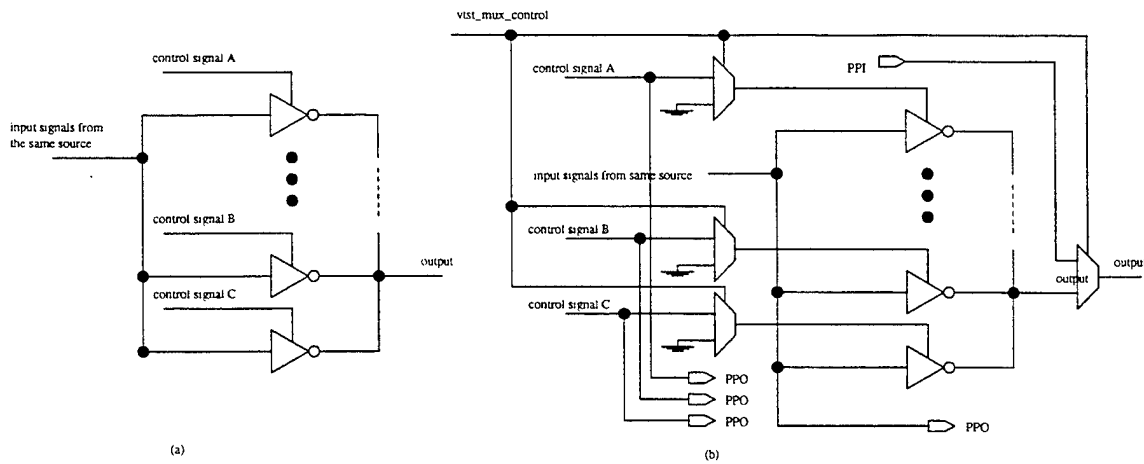 control signal A
input signals from
the same source
control signal B
output
control signal C
(a)
vtst_mux_control
control signal A
PPI
input signals from same source
control signal B
output
output
control signal C
PPO
PPO
PPO
PPO
(b)